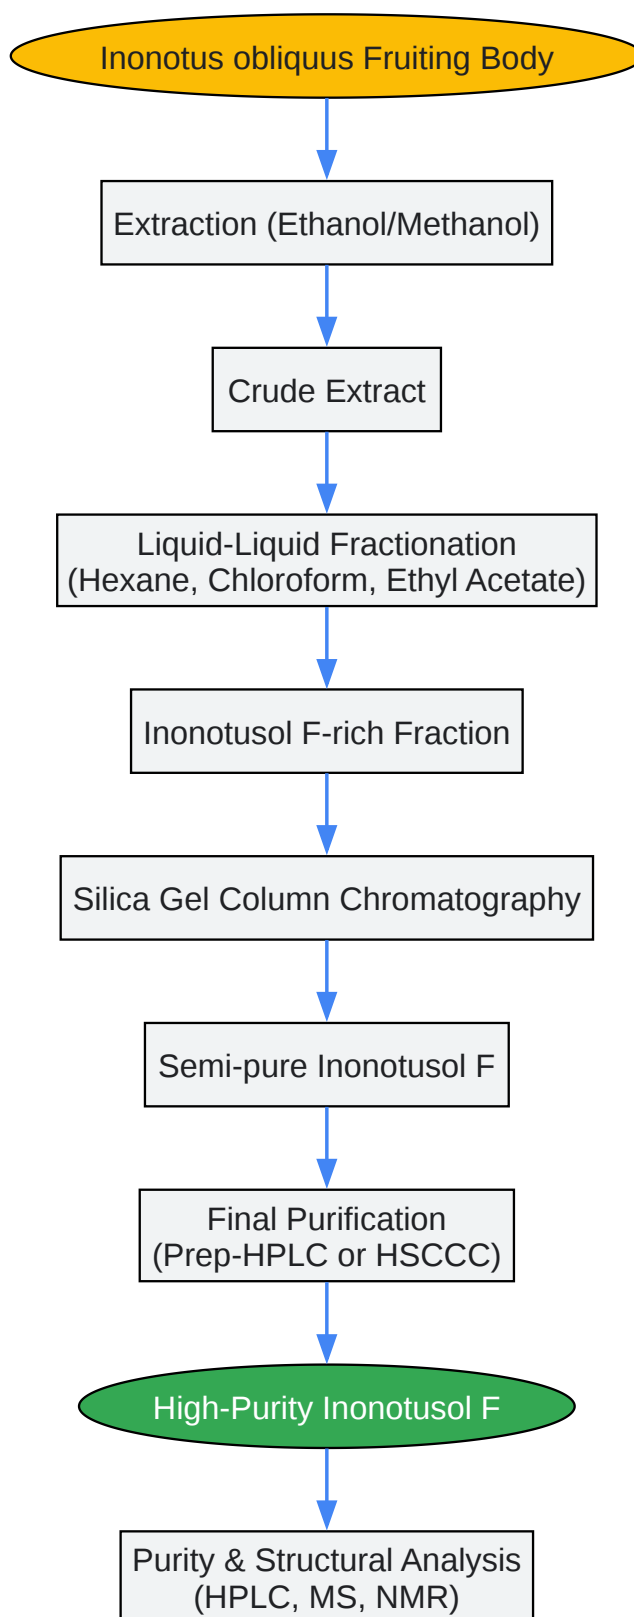 Inonotus obliquus Fruiting Body
Extraction (Ethanol/Methanol)
Crude Extract
Liquid-Liquid Fractionation
(Hexane, Chloroform, Ethyl Acetate)
Inonotusol F-rich Fraction
Silica Gel Column Chromatography
Semi-pure Inonotusol F
Final Purification
(Prep-HPLC or HSCCC)
High-Purity Inonotusol F
Purity & Structural Analysis
(HPLC, MS, NMR)